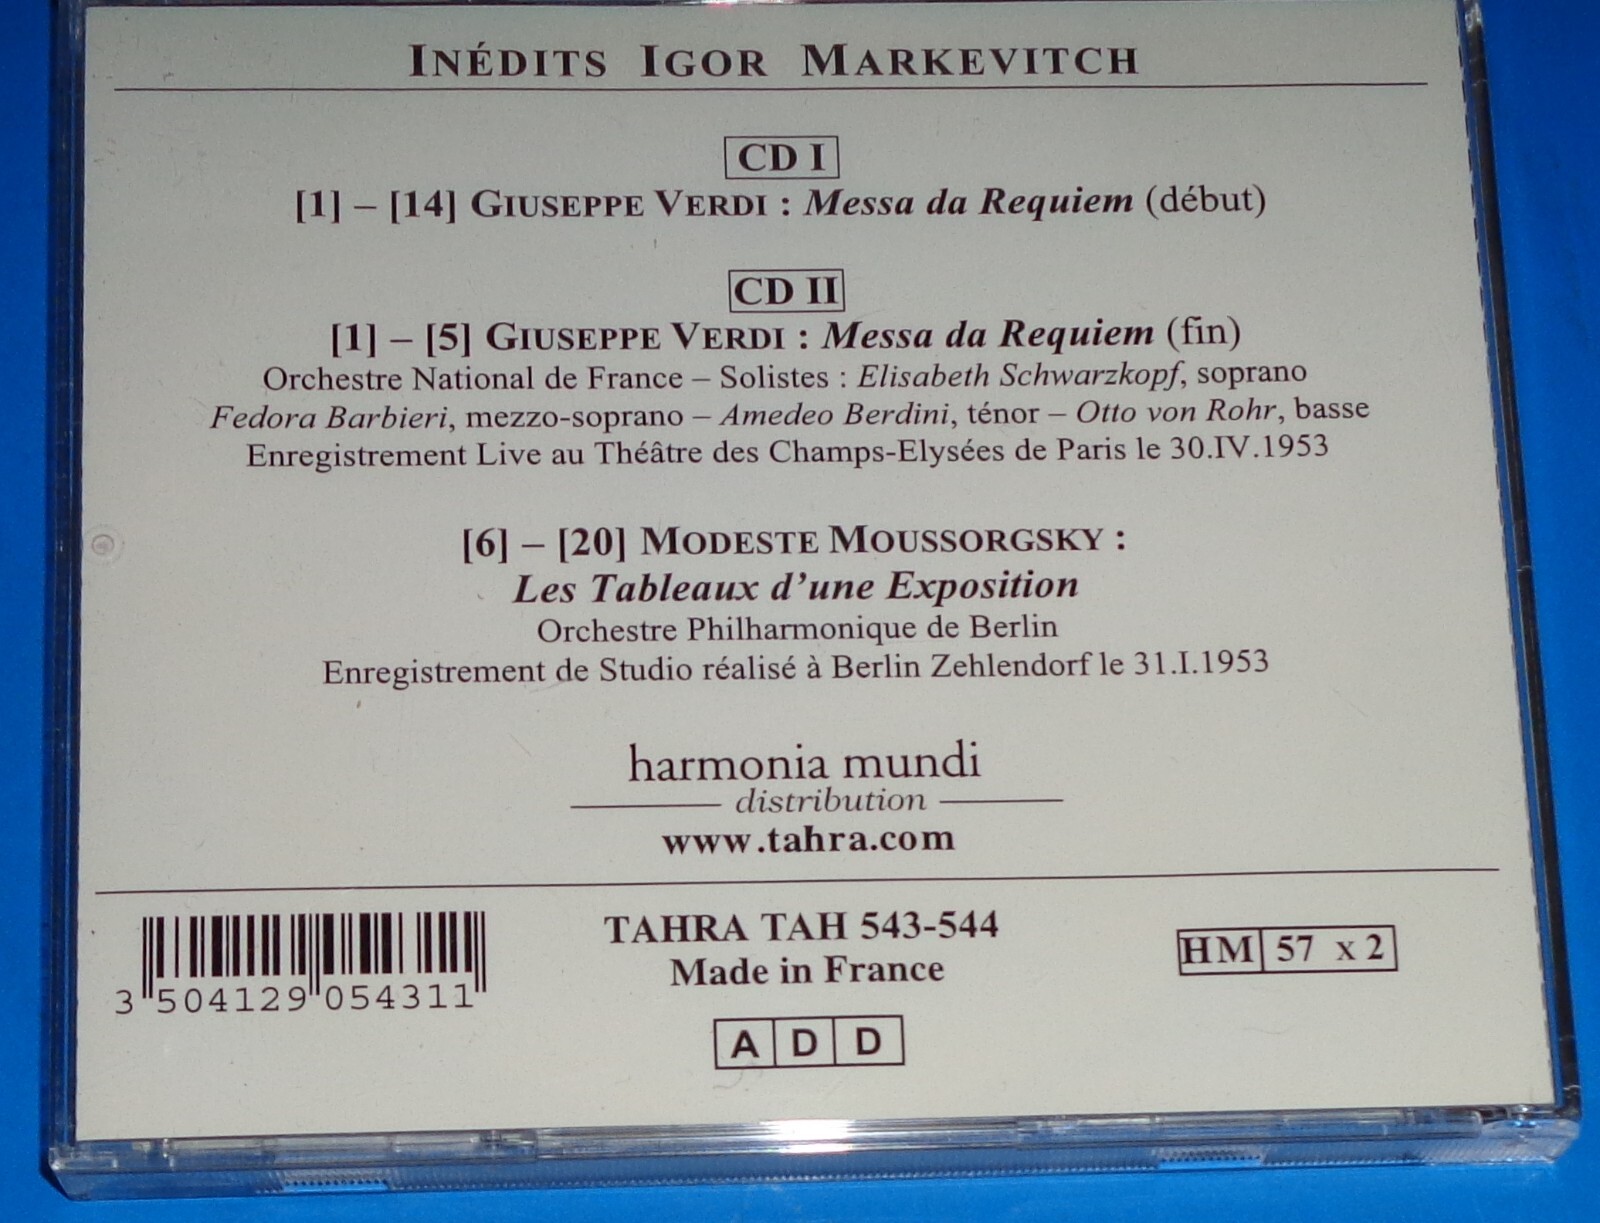 INÉDITS IGOR MARKEVITCH
CD I
[1] – [14] GIUSEPPE VERDI : Messa da Requiem (début)
CD II
[1] – [5] GIUSEPPE VERDI : Messa da Requiem (fin)
Orchestre National de France – Solistes : Elisabeth Schwarzkopf, soprano
Fedora Barbieri, mezzo-soprano – Amedeo Berdini, ténor – Otto von Rohr, basse
Enregistrement Live au Théâtre des Champs-Elysées de Paris le 30.IV.1953
[6] – [20] MODESTE MOUSSORGSKY :
Les Tableaux d'une Exposition
Orchestre Philharmonique de Berlin
Enregistrement de Studio réalisé à Berlin Zehlendorf le 31.I.1953
harmonia mundi
distribution
www.tahra.com
TAHRA TAH 543-544
Made in France
HM 57 x 2
3 504129 054311
A D D